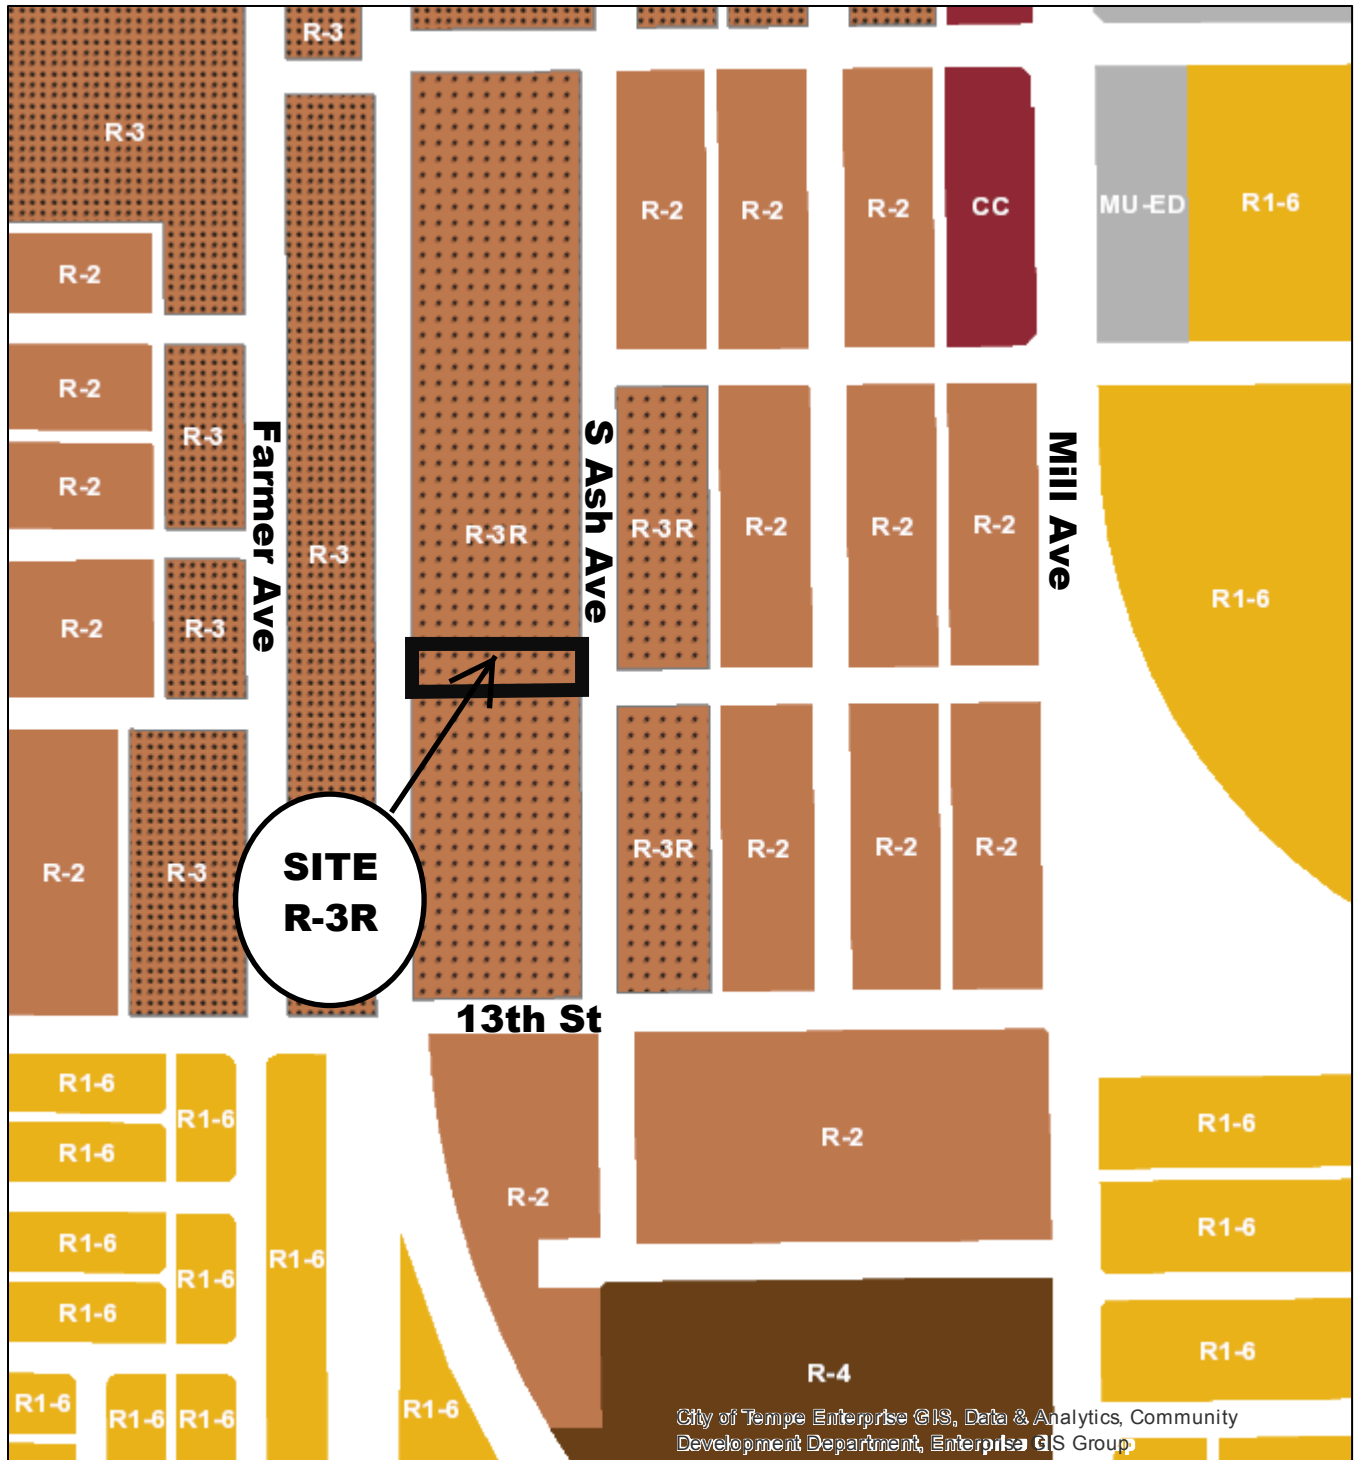 R-3
R-3
R-2
R-2
R-2
CC
MU-ED
R1-6
R-2
R-2
R-3
R-2
Farmer Ave
R-3
R-3R
S Ash Ave
R-3R
R-2
R-2
R-2
Mill Ave
R1-6
R-2
R-3
SITE
R-3R
R-2
R-3
R-3R
R-2
R-2
R-2
13th St
R1-6
R1-6
R1-6
R-2
R1-6
R-2
R1-6
R1-6
R1-6
R1-6
R1-6
R1-6
R1-6
R-4
R1-6
R1-6
R1-6
R1-6
City of Tempe Enterprise GIS, Data & Analytics, Community
Development Department, Enterprise GIS Group